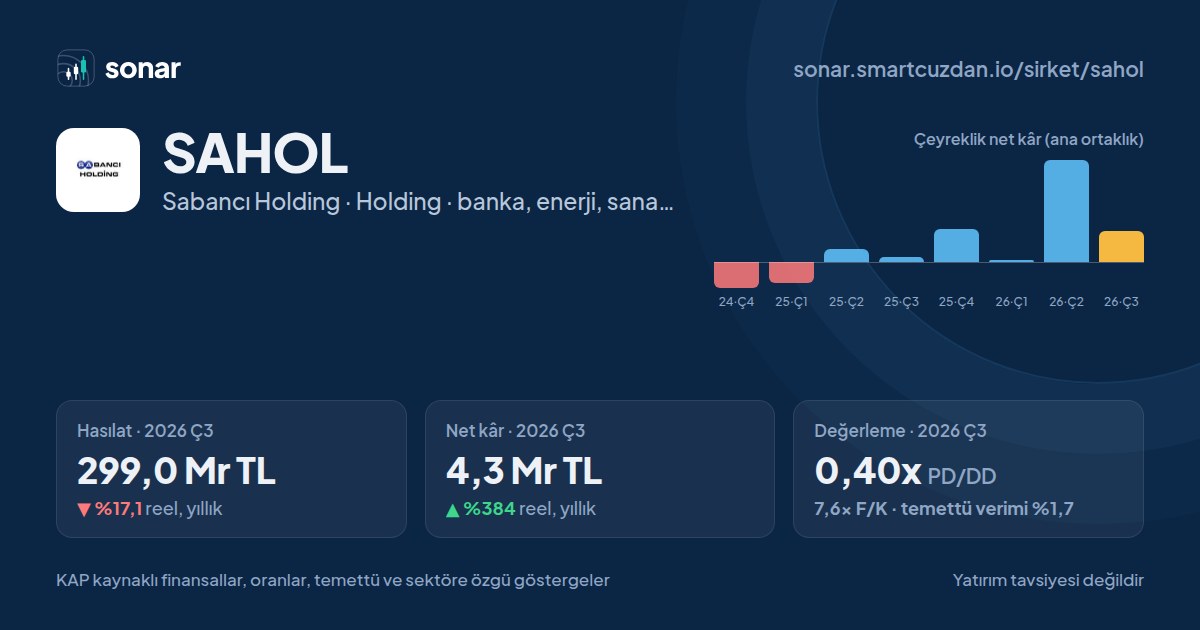 sonar
sonar.smartcuzdan.io/sirket/sahol
SABANCI
HOLDİNG
SAHOL
Sabancı Holding · Holding · banka, enerji, sana...
Çeyreklik net kâr (ana ortaklık)
24·Ç4 25·Ç1 25·Ç2 25·Ç3 25·Ç4 26·Ç1 26·Ç2 26·Ç3
Hasılat · 2026 Ç3
299,0 Mr TL
▼ %17,1 reel, yıllık
Net kâr · 2026 Ç3
4,3 Mr TL
▲ %384 reel, yıllık
Değerleme · 2026 Ç3
0,40x PD/DD
7,6× F/K · temettü verimi %1,7
KAP kaynaklı finansallar, oranlar, temettü ve sektöre özgü göstergeler
Yatırım tavsiyesi değildir